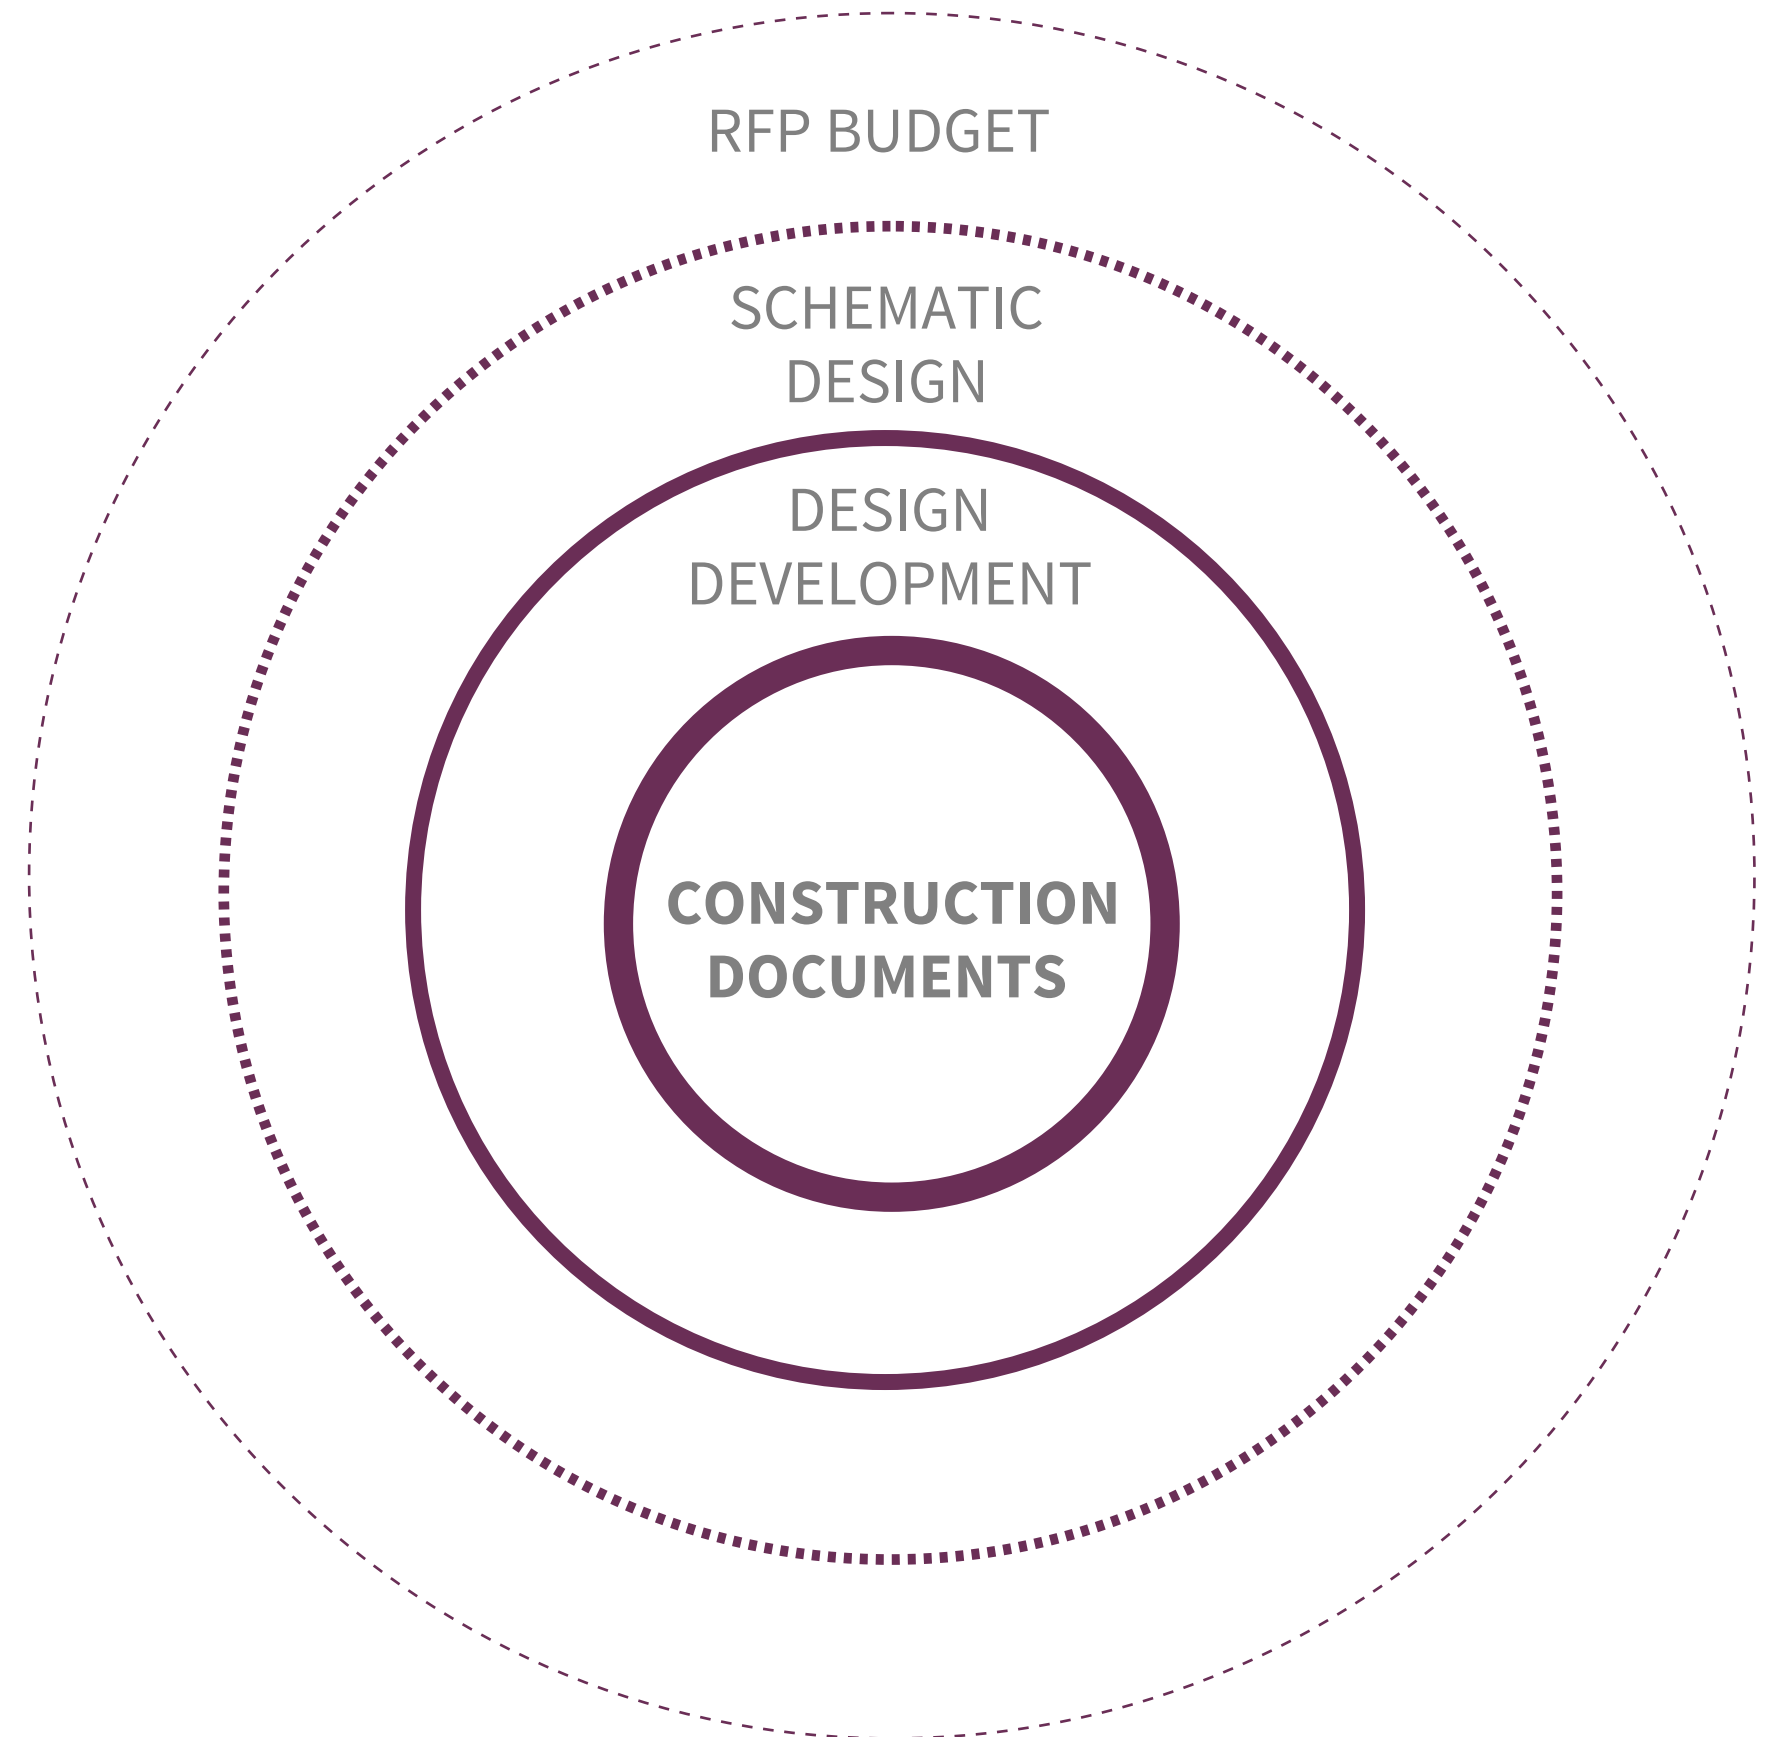 RFP BUDGET
SCHEMATIC
DESIGN
DESIGN
DEVELOPMENT
CONSTRUCTION
DOCUMENTS